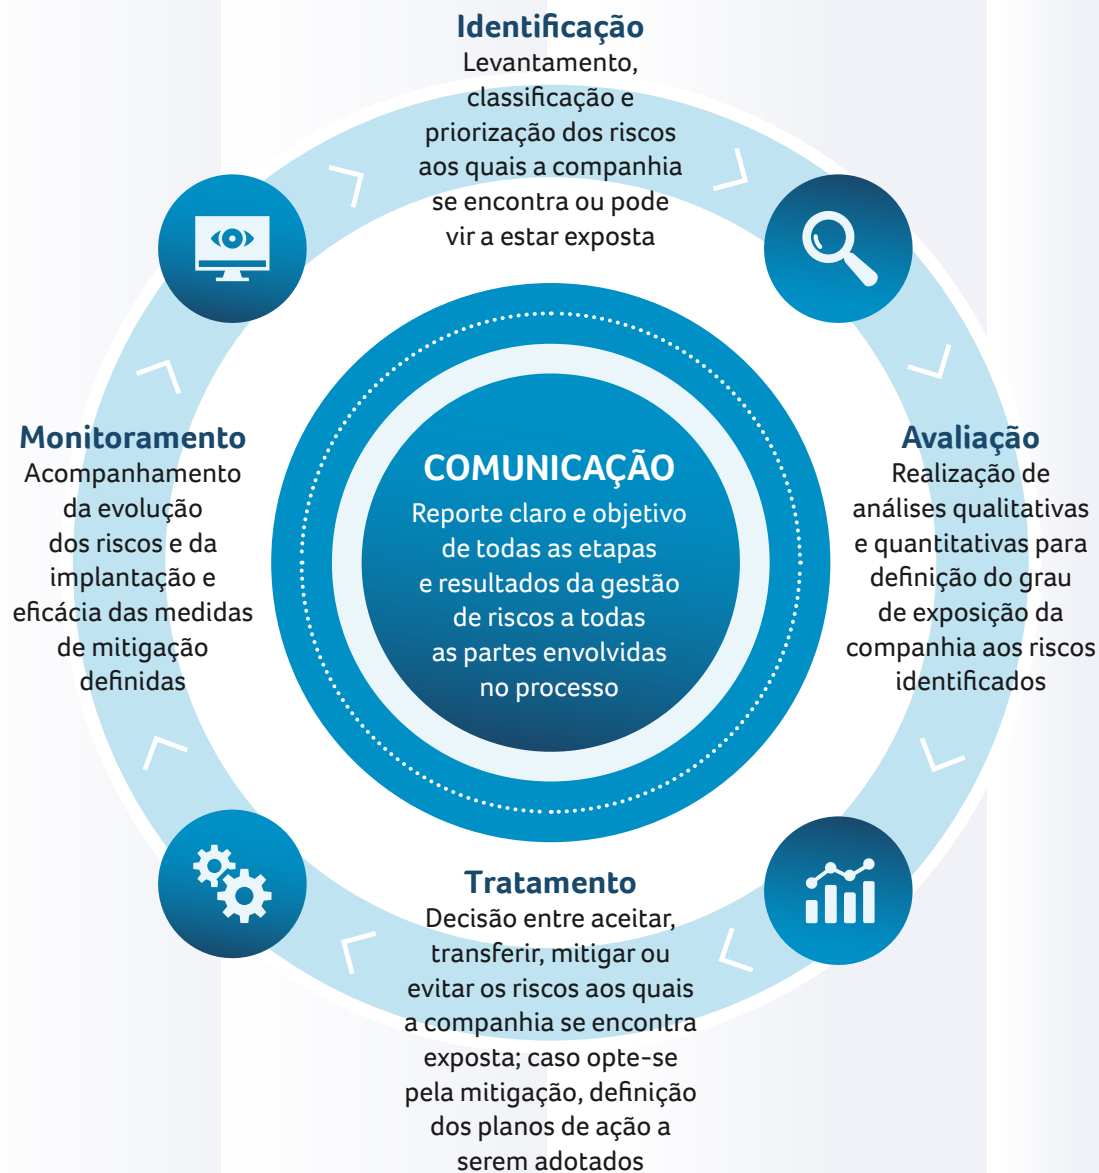 Identificação
Levantamento,
classificação e
priorização dos riscos
aos quais a companhia
se encontra ou pode
vir a estar exposta
Monitoramento
Acompanhamento
da evolução
dos riscos e da
implantação e
eficácia das medidas
de mitigação
definidas
COMUNICAÇÃO
Reporte claro e objetivo
de todas as etapas
e resultados da gestão
de riscos a todas
as partes envolvidas
no processo
Avaliação
Realização de
análises qualitativas
e quantitativas para
definição do grau
de exposição da
companhia aos riscos
identificados
Tratamento
Decisão entre aceitar,
transferir, mitigar ou
evitar os riscos aos quais
a companhia se encontra
exposta; caso opte-se
pela mitigação, definição
dos planos de ação a
serem adotados